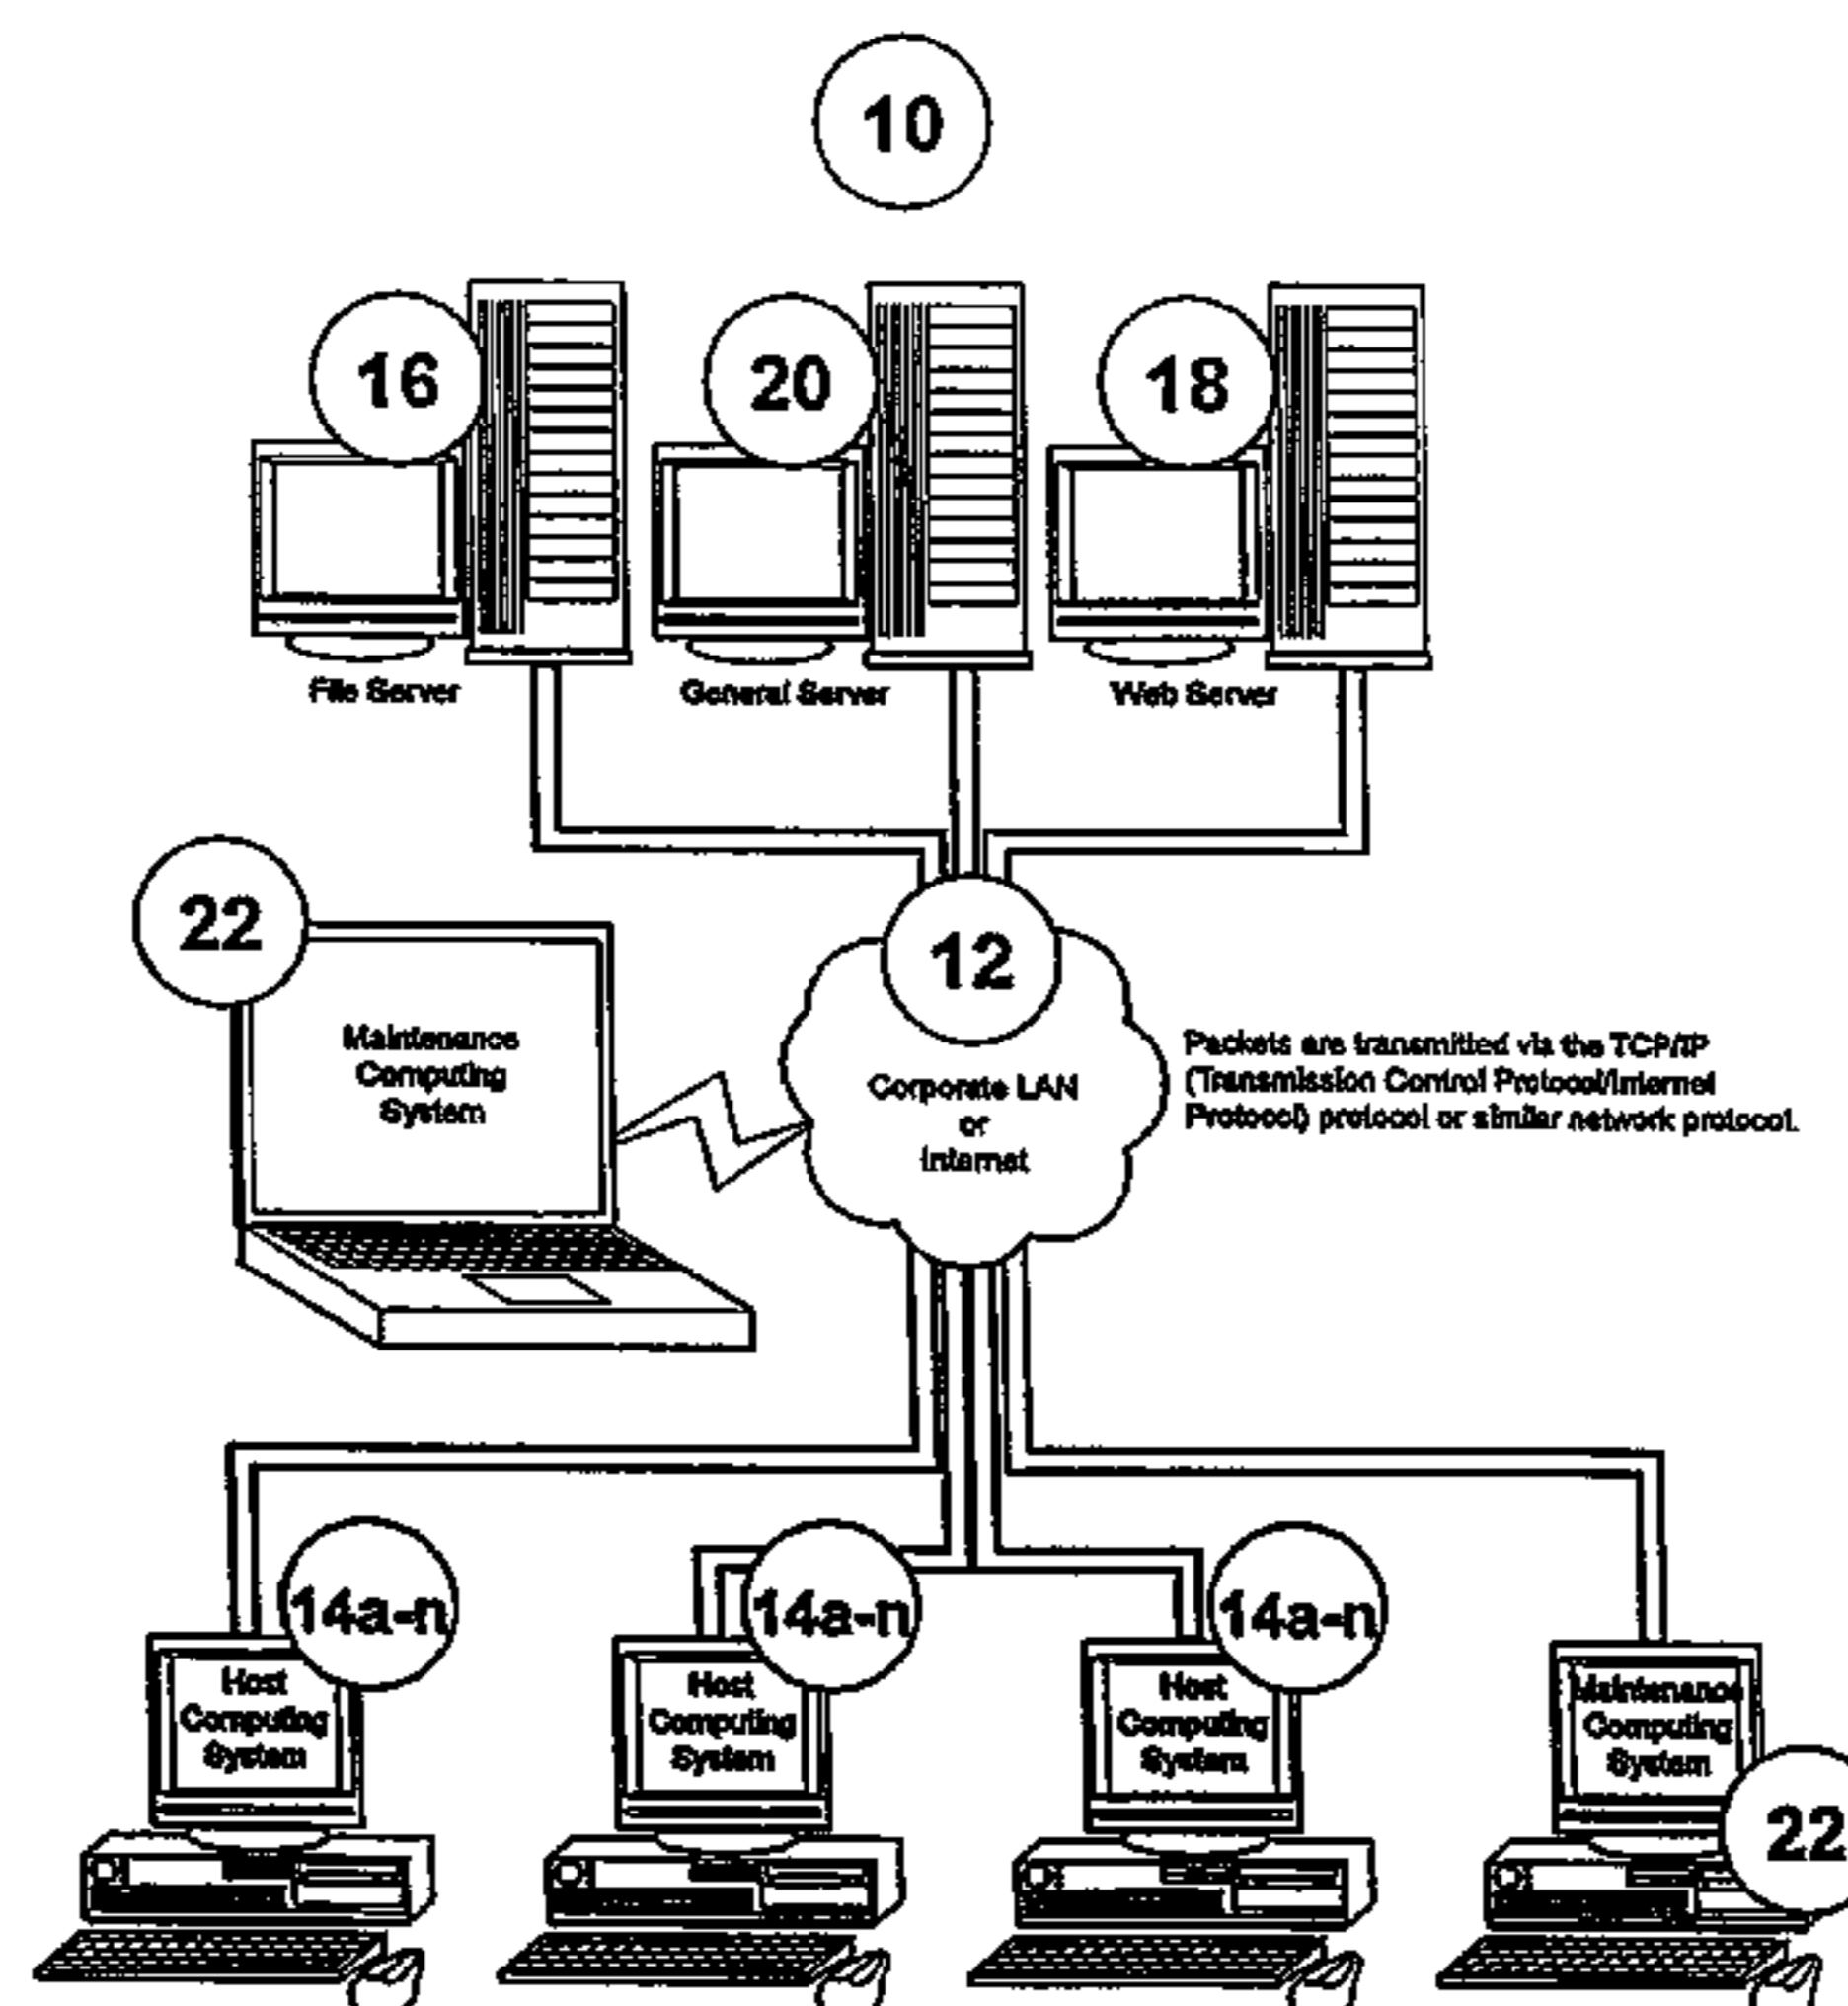 10
16
20
18
File Server
General Server
Web Server
22
12
Maintenance
Computing
System
Corporate LAN
or
Internet
Packets are transmitted via the TCP/IP
(Transmission Control Protocol/Internet
Protocol) protocol or similar network protocol.
14a-n
14a-n
14a-n
Host
Computing
System
Host
Computing
System
Host
Computing
System
Maintenance
Computing
System
22